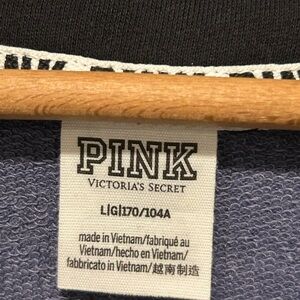 PINK
VICTORIA'S SECRET
L|G|170/104A
made in Vietnam/fabriqué au
Vietnam/hecho en Vietnam/
fabbricato in Vietnam/越南制造